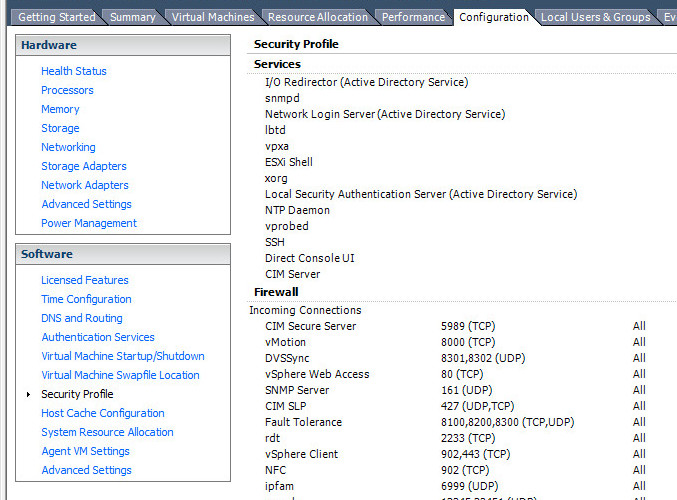 Getting Started Summary Virtual Machines Resource Allocation Performance Configuration Local Users & Groups
Hardware
Health Status
Processors
Memory
Storage
Networking
Storage Adapters
Network Adapters
Advanced Settings
Power Management
Software
Licensed Features
Time Configuration
DNS and Routing
Authentication Services
Virtual Machine Startup/Shutdown
Virtual Machine Swapfile Location
Security Profile
Host Cache Configuration
System Resource Allocation
Agent VM Settings
Advanced Settings
Security Profile
Services
I/O Redirector (Active Directory Service)
snmpd
Network Login Server (Active Directory Service)
lbtd
vpxa
ESXi Shell
xorg
Local Security Authentication Server (Active Directory Service)
NTP Daemon
vprobed
SSH
Direct Console UI
CIM Server
Firewall
Incoming Connections
CIM Secure Server 5989 (TCP) All
vMotion 8000 (TCP) All
DVSSync 8301,8302 (UDP) All
vSphere Web Access 80 (TCP) All
SNMP Server 161 (UDP) All
CIM SLP 427 (UDP,TCP) All
Fault Tolerance 8100,8200,8300 (TCP,UDP) All
rdt 2233 (TCP) All
vSphere Client 902,443 (TCP) All
NFC 902 (TCP) All
ipfam 6999 (UDP) All